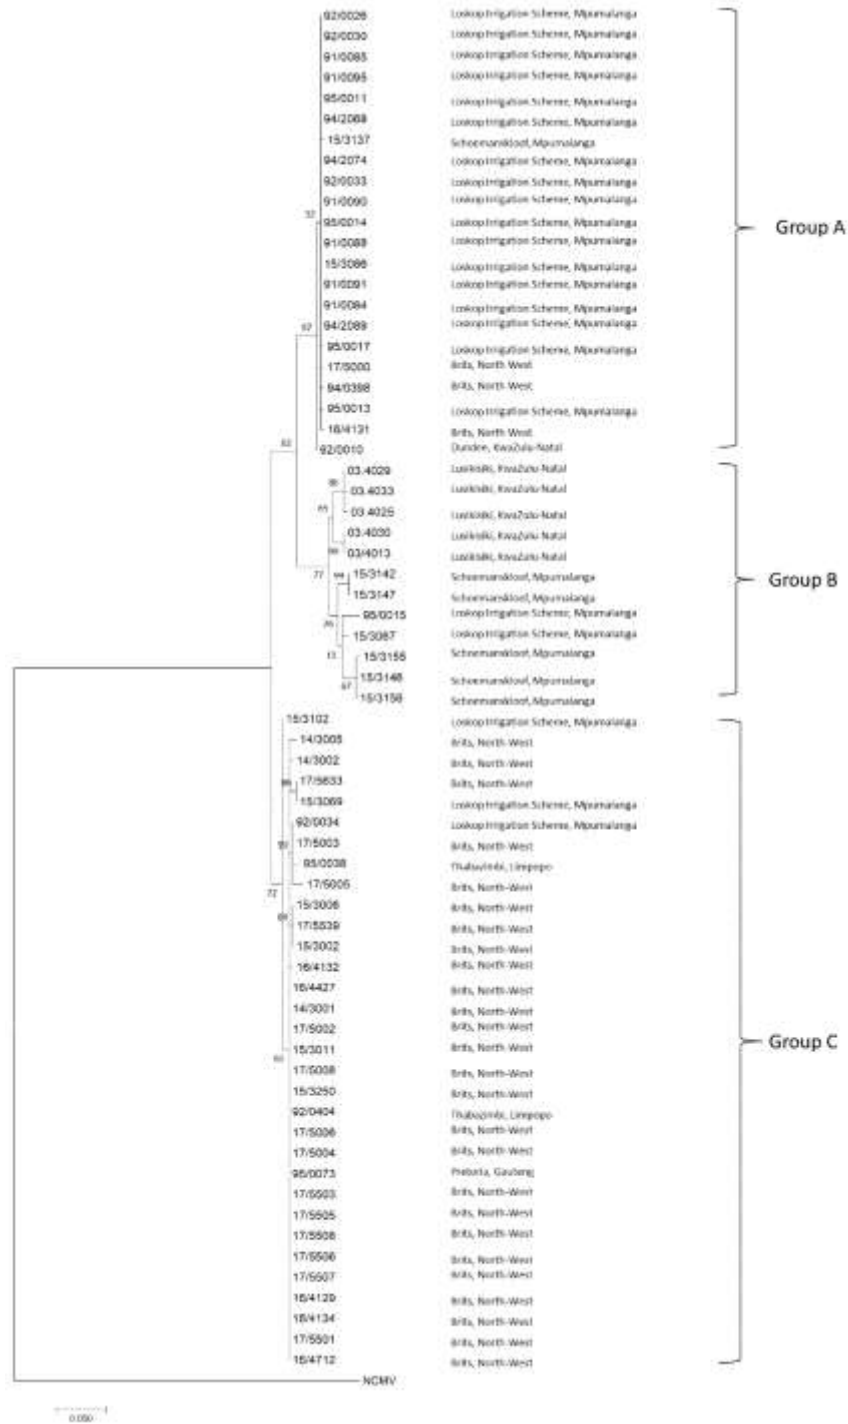 92/0026 Loskop Irrigation Scheme, Mpumalanga
92/0030 Loskop Irrigation Scheme, Mpumalanga
91/0085 Loskop Irrigation Scheme, Mpumalanga
91/0095 Loskop Irrigation Scheme, Mpumalanga
95/0011 Loskop Irrigation Scheme, Mpumalanga
94/2068 Loskop Irrigation Scheme, Mpumalanga
15/3137 Schoemanskloof, Mpumalanga
94/2074 Loskop Irrigation Scheme, Mpumalanga
92/0033 Loskop Irrigation Scheme, Mpumalanga
91/0090 Loskop Irrigation Scheme, Mpumalanga
95/0014 Loskop Irrigation Scheme, Mpumalanga
Group A
91/0088 Loskop Irrigation Scheme, Mpumalanga
15/3086 Loskop Irrigation Scheme, Mpumalanga
91/0091 Loskop Irrigation Scheme, Mpumalanga
91/0084 Loskop Irrigation Scheme, Mpumalanga
94/2089 Loskop Irrigation Scheme, Mpumalanga
95/0017 Loskop Irrigation Scheme, Mpumalanga
17/5000 Brits, North-West
94/0398 Brits, North-West
95/0013 Loskop Irrigation Scheme, Mpumalanga
16/4131 Brits, North-West
92/0010 Dundee, KwaZulu-Natal
03.4029 Lusikisiki, KwaZulu-Natal
03.4033 Lusikisiki, KwaZulu-Natal
03.4025 Lusikisiki, KwaZulu-Natal
03.4030 Lusikisiki, KwaZulu-Natal
03/4013 Lusikisiki, KwaZulu-Natal
77
15/3142 Schoemanskloof, Mpumalanga
Group B
15/3147 Schoemanskloof, Mpumalanga
95/0015 Loskop Irrigation Scheme, Mpumalanga
15/3087 Loskop Irrigation Scheme, Mpumalanga
15/3155 Schoemanskloof, Mpumalanga
15/3148 Schoemanskloof, Mpumalanga
67
15/3158 Schoemanskloof, Mpumalanga
15/3102 Loskop Irrigation Scheme, Mpumalanga
14/3005 Brits, North-West
14/3002 Brits, North-West
17/5633 Brits, North-West
15/3069 Loskop Irrigation Scheme, Mpumalanga
92/0034 Loskop Irrigation Scheme, Mpumalanga
17/5003 Brits, North-West
95/0038 Thabazimbi, Limpopo
17/5005 Brits, North-West
72
15/3006 Brits, North-West
17/5539 Brits, North-West
15/3002 Brits, North-West
16/4132 Brits, North-West
16/4427 Brits, North-West
14/3001 Brits, North-West
17/5002 Brits, North-West
Group C
15/3011 Brits, North-West
17/5008 Brits, North-West
15/3250 Brits, North-West
92/0404 Thabazimbi, Limpopo
17/5006 Brits, North-West
17/5004 Brits, North-West
95/0073 Pretoria, Gauteng
17/5503 Brits, North-West
17/5505 Brits, North-West
17/5508 Brits, North-West
17/5506 Brits, North-West
17/5507 Brits, North-West
16/4129 Brits, North-West
16/4134 Brits, North-West
17/5501 Brits, North-West
16/4712 Brits, North-West
NCMV
0.050